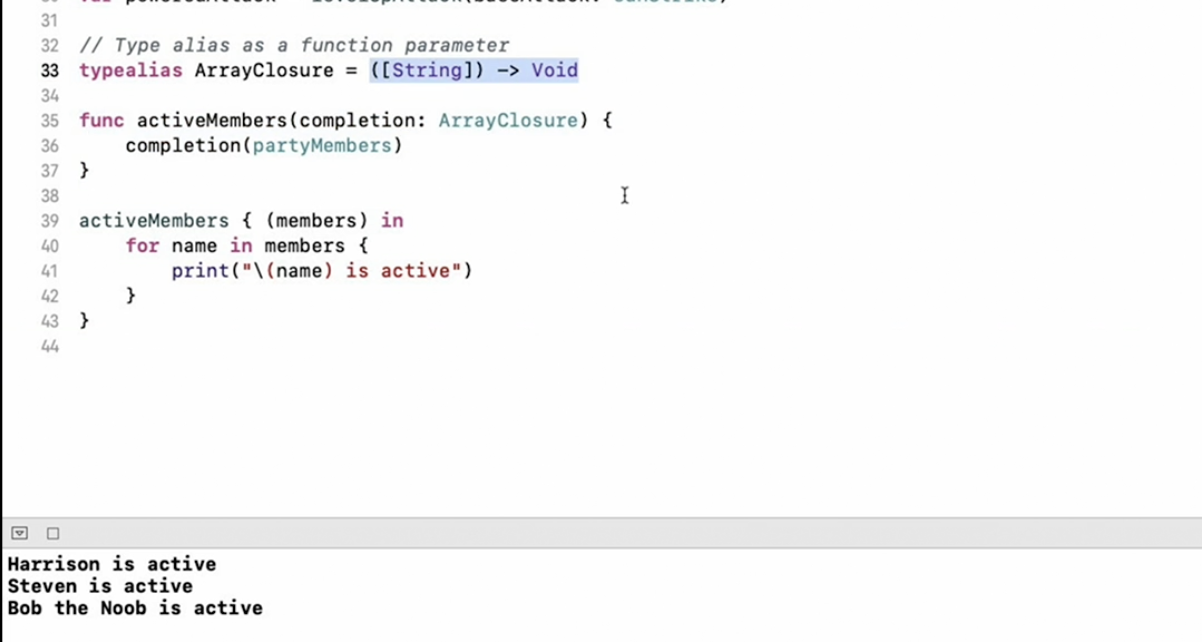 31
32 // Type alias as a function parameter
33 typealias ArrayClosure = ([String]) -> Void
34
35 func activeMembers(completion: ArrayClosure) {
36 completion(partyMembers)
37 }
38
39 activeMembers { (members) in
40 for name in members {
41 print("\(name) is active")
42 }
43 }
44
Harrison is active
Steven is active
Bob the Noob is active